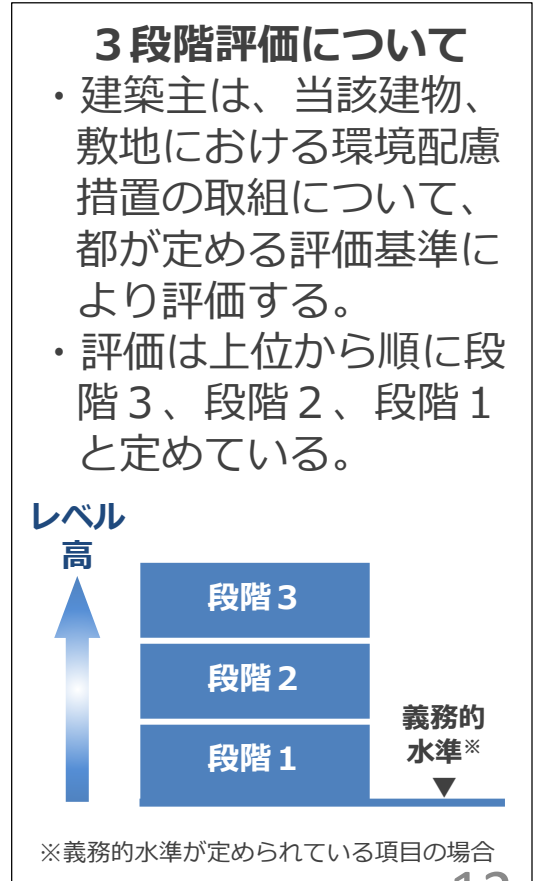 ３段階評価について
・建築主は、当該建物、
敷地における環境配慮
措置の取組について、
都が定める評価基準に
より評価する。
・評価は上位から順に段
階３、段階２、段階１
と定めている。
レベル
高
段階３
段階２
段階１
義務的
水準※
▼
※義務的水準が定められている項目の場合